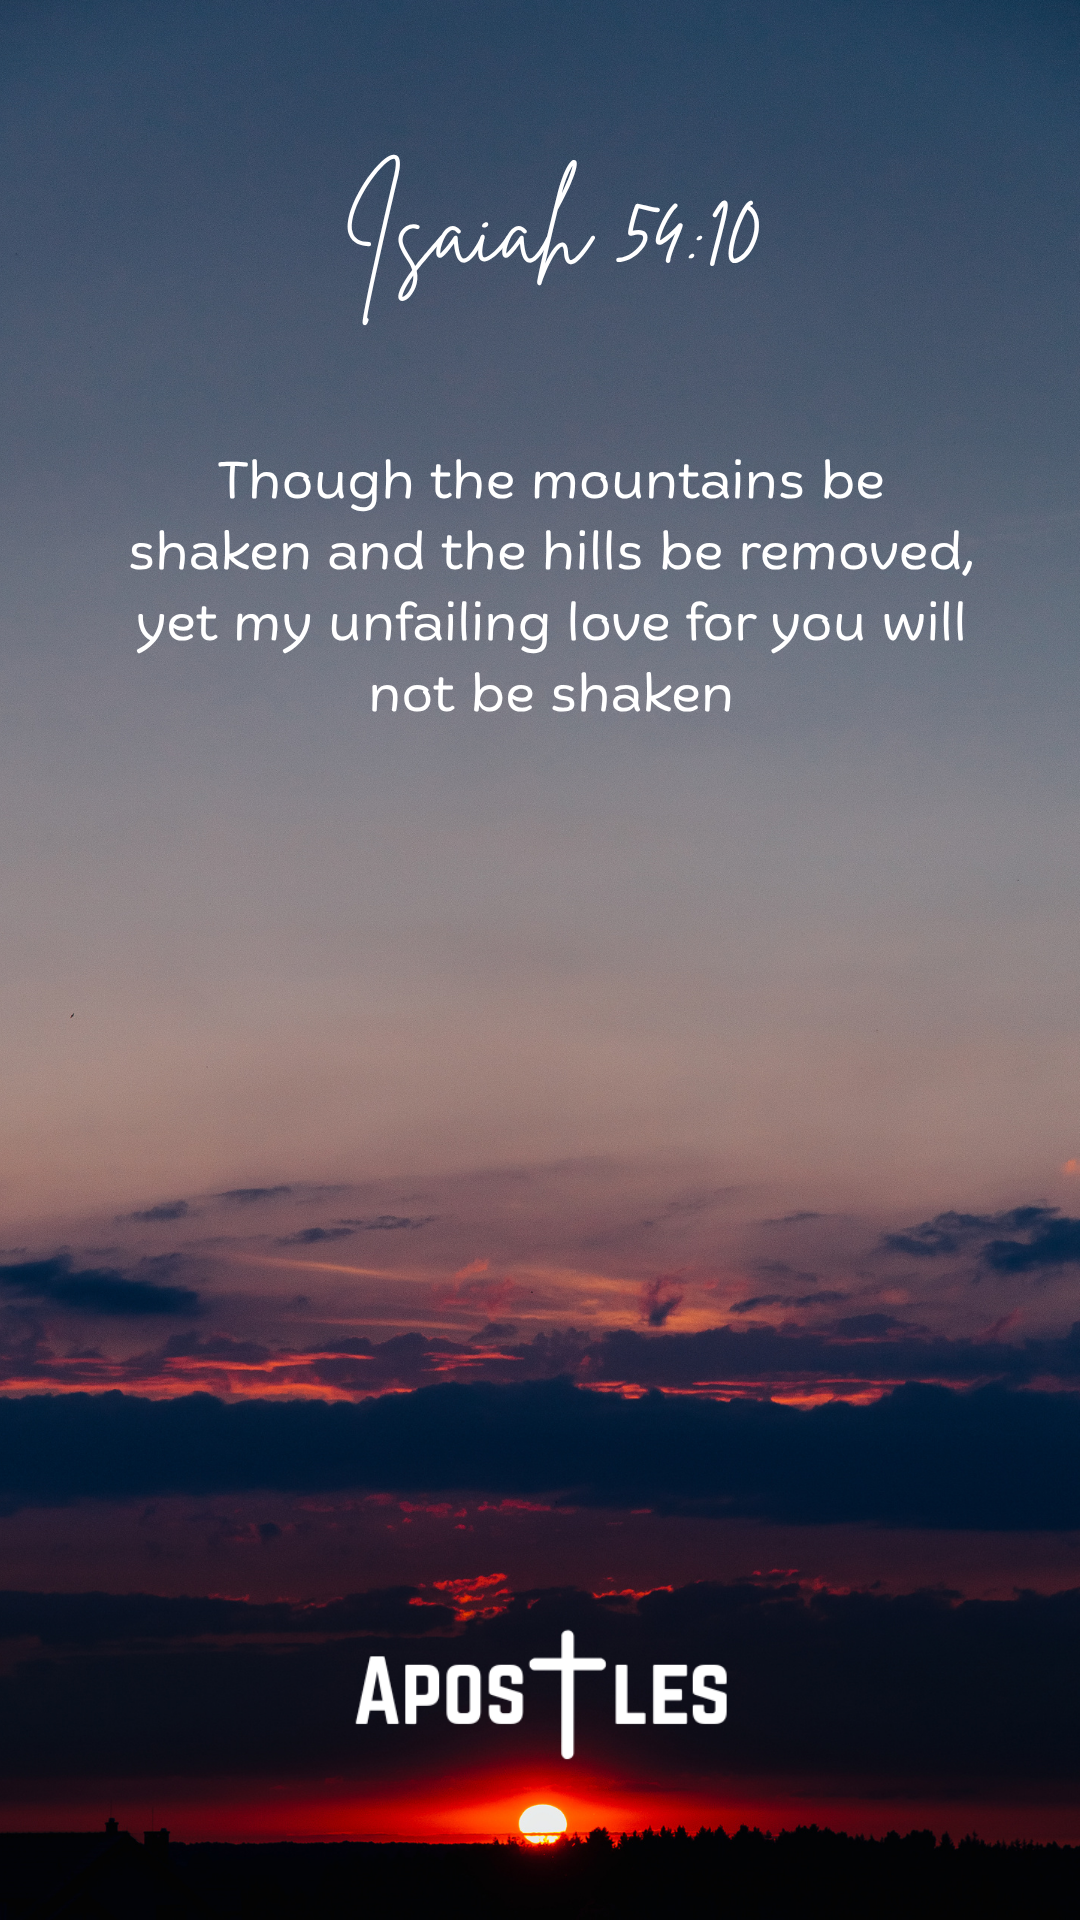 Isaiah 54:10
Though the mountains be
shaken and the hills be removed,
yet my unfailing love for you will
not be shaken
APOSTLES